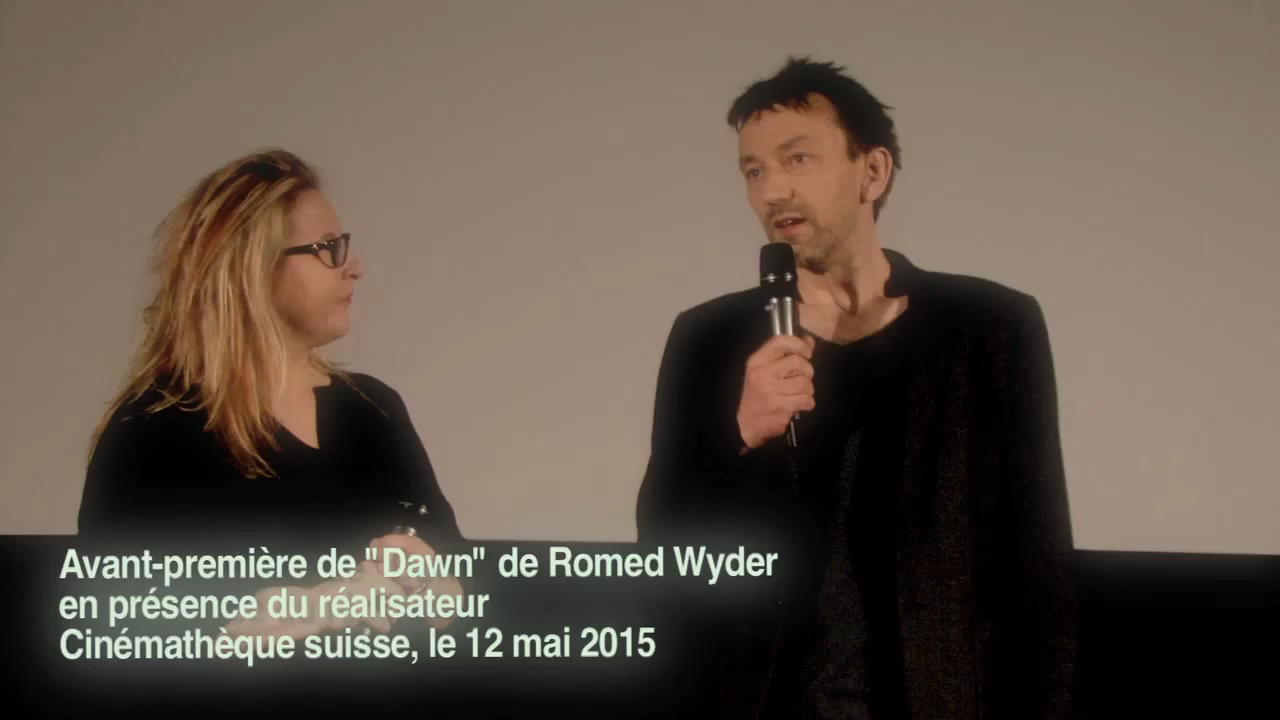 Avant-première de "Dawn" de Romed Wyder
en présence du réalisateur
Cinémathèque suisse, le 12 mai 2015